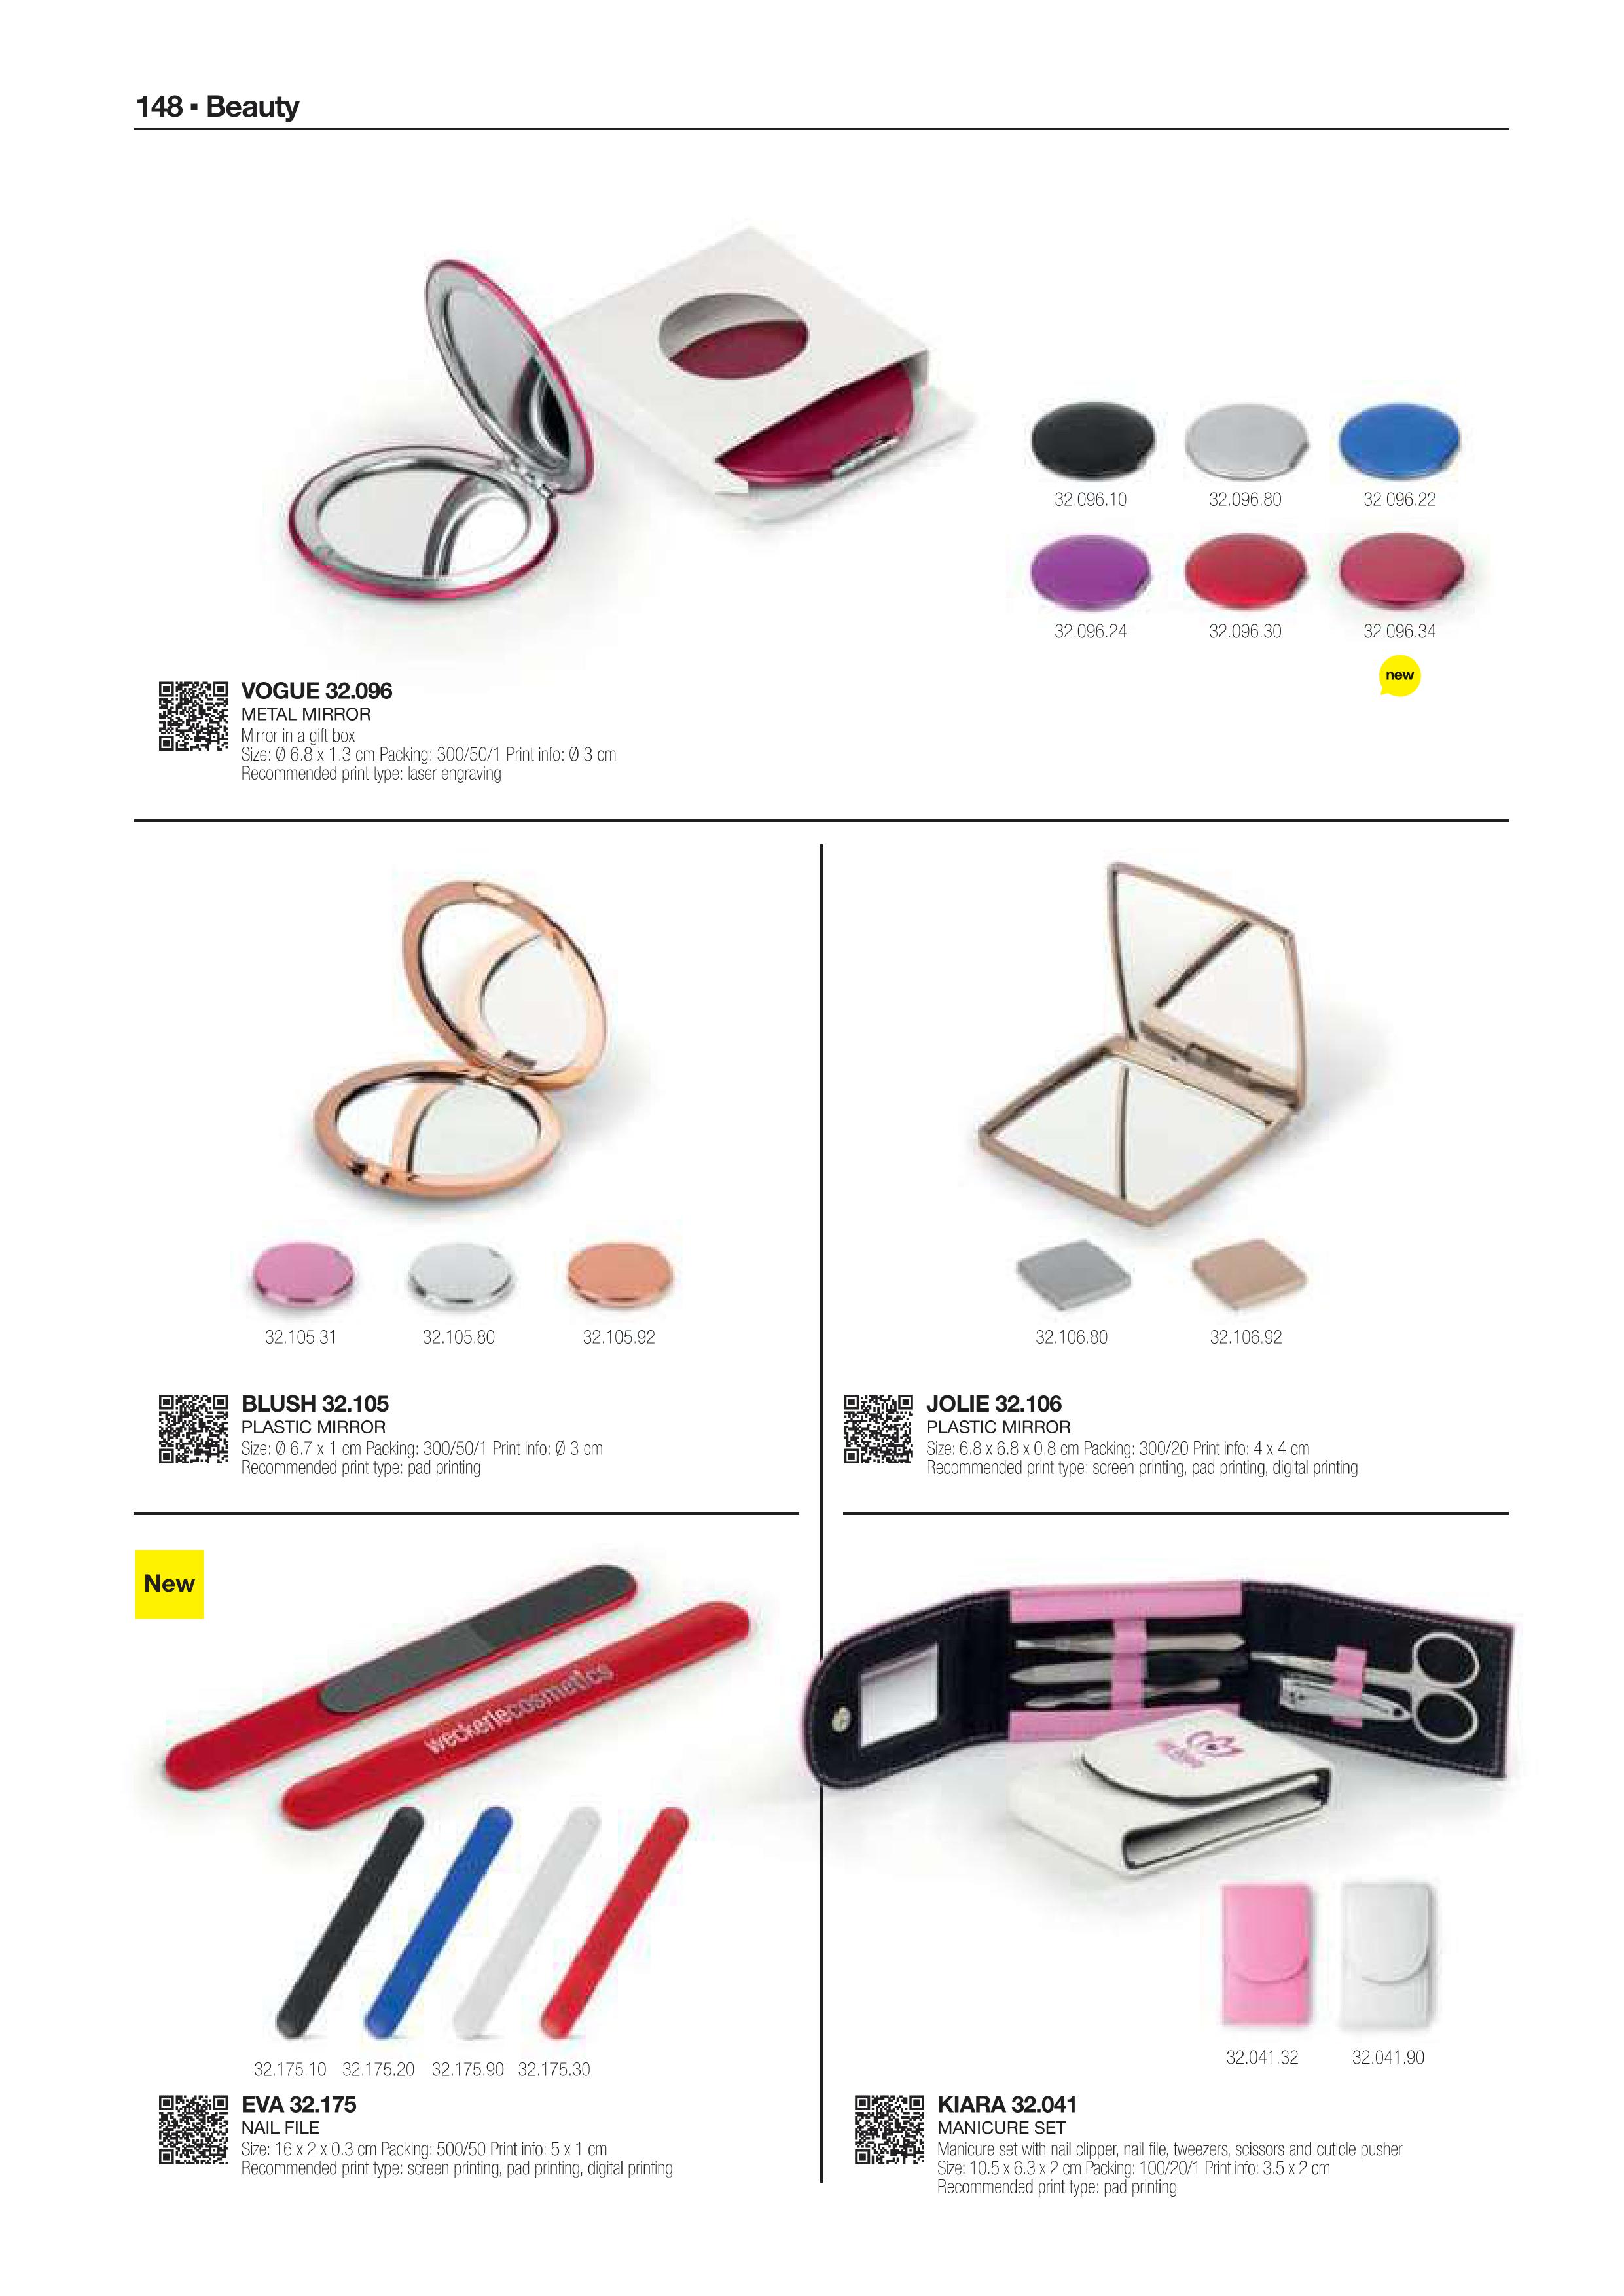 148 ▪ Beauty
32.096.10 32.096.80 32.096.22
32.096.24 32.096.30 32.096.34
new
VOGUE 32.096
METAL MIRROR
Mirror in a gift box
Size: Ø 6.8 x 1.3 cm Packing: 300/50/1 Print info: Ø 3 cm
Recommended print type: laser engraving
32.105.31 32.105.80 32.105.92
BLUSH 32.105
PLASTIC MIRROR
Size: Ø 6.7 x 1 cm Packing: 300/50/1 Print info: Ø 3 cm
Recommended print type: pad printing
32.106.80 32.106.92
JOLIE 32.106
PLASTIC MIRROR
Size: 6.8 x 6.8 x 0.8 cm Packing: 300/20 Print info: 4 x 4 cm
Recommended print type: screen printing, pad printing, digital printing
New
weckerlecosmetics
32.175.10 32.175.20 32.175.90 32.175.30
EVA 32.175
NAIL FILE
Size: 16 x 2 x 0.3 cm Packing: 500/50 Print info: 5 x 1 cm
Recommended print type: screen printing, pad printing, digital printing
32.041.32 32.041.90
KIARA 32.041
MANICURE SET
Manicure set with nail clipper, nail file, tweezers, scissors and cuticle pusher
Size: 10.5 x 6.3 x 2 cm Packing: 100/20/1 Print info: 3.5 x 2 cm
Recommended print type: pad printing